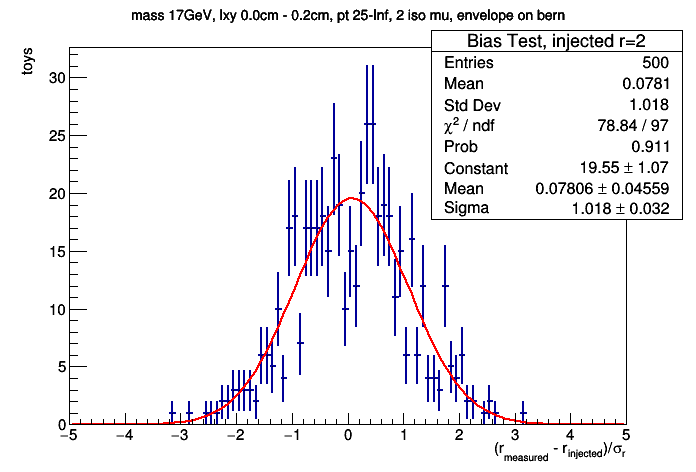 mass 17GeV, lxy 0.0cm - 0.2cm, pt 25-Inf, 2 iso mu, envelope on bern
Bias Test, injected r=2
Entries 500
Mean 0.0781
Std Dev 1.018
χ² / ndf 78.84 / 97
Prob 0.911
Constant 19.55 ± 1.07
Mean 0.07806 ± 0.04559
Sigma 1.018 ± 0.032
toys
30
25
20
15
10
5
0
−5 −4 −3 −2 −1 0 1 2 3 4 5
(r_measured - r_injected)/σ_r